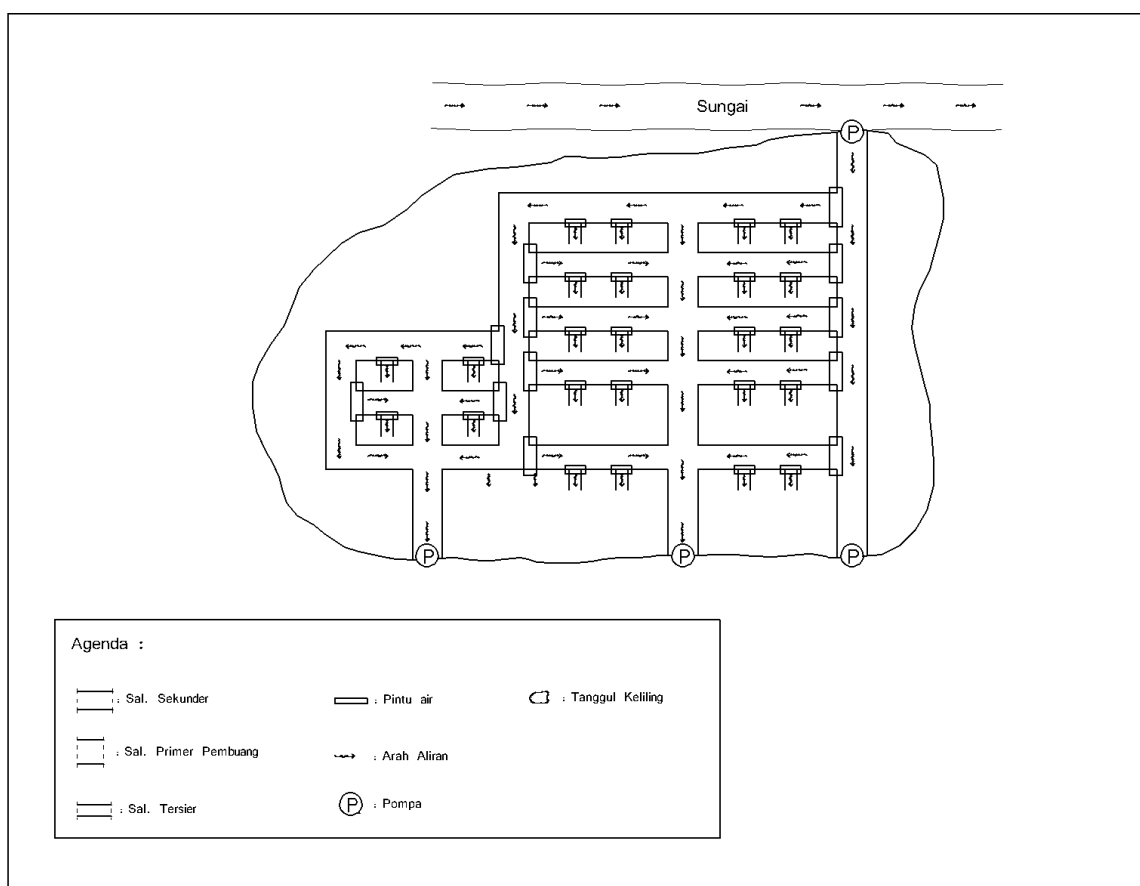 Sungai
P
P
P
P
Agenda :
: Sal. Sekunder
: Pintu air
: Tanggul Keliling
: Sal. Primer Pembuang
: Arah Aliran
: Sal. Tersier
P : Pompa